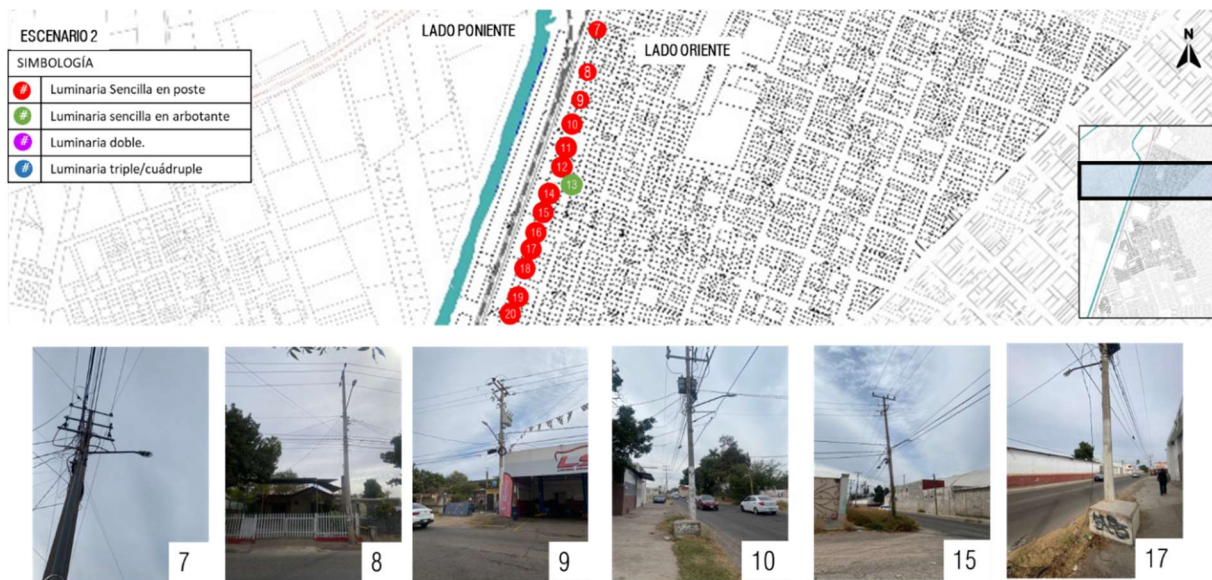 ESCENARIO 2
SIMBOLOGÍA
# Luminaria Sencilla en poste
# Luminaria sencilla en arbotante
# Luminaria doble.
# Luminaria triple/cuádruple
LADO PONIENTE
LADO ORIENTE
N
7
8
9
10
11
12
13
14
15
16
17
18
19
20
7
8
9
10
15
17